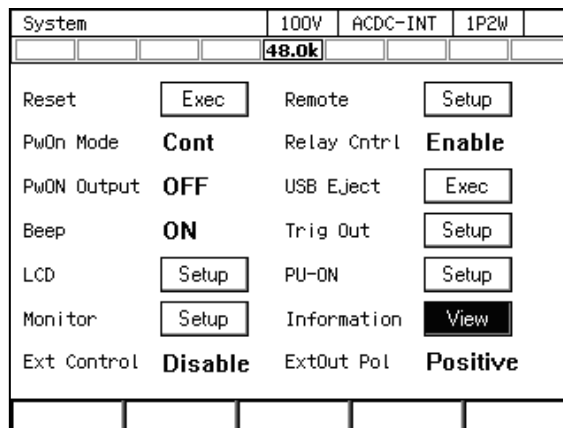 System 100V ACDC-INT 1P2W
48.0k
Reset Exec Remote Setup
PwOn Mode Cont Relay Cntrl Enable
PwON Output OFF USB Eject Exec
Beep ON Trig Out Setup
LCD Setup PU-ON Setup
Monitor Setup Information View
Ext Control Disable ExtOut Pol Positive